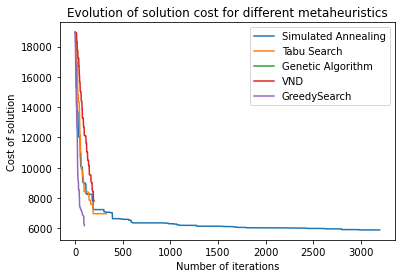 Evolution of solution cost for different metaheuristics
Cost of solution
18000
16000
14000
12000
10000
8000
6000
Simulated Annealing
Tabu Search
Genetic Algorithm
VND
GreedySearch
0
500
1000
1500
2000
2500
3000
Number of iterations